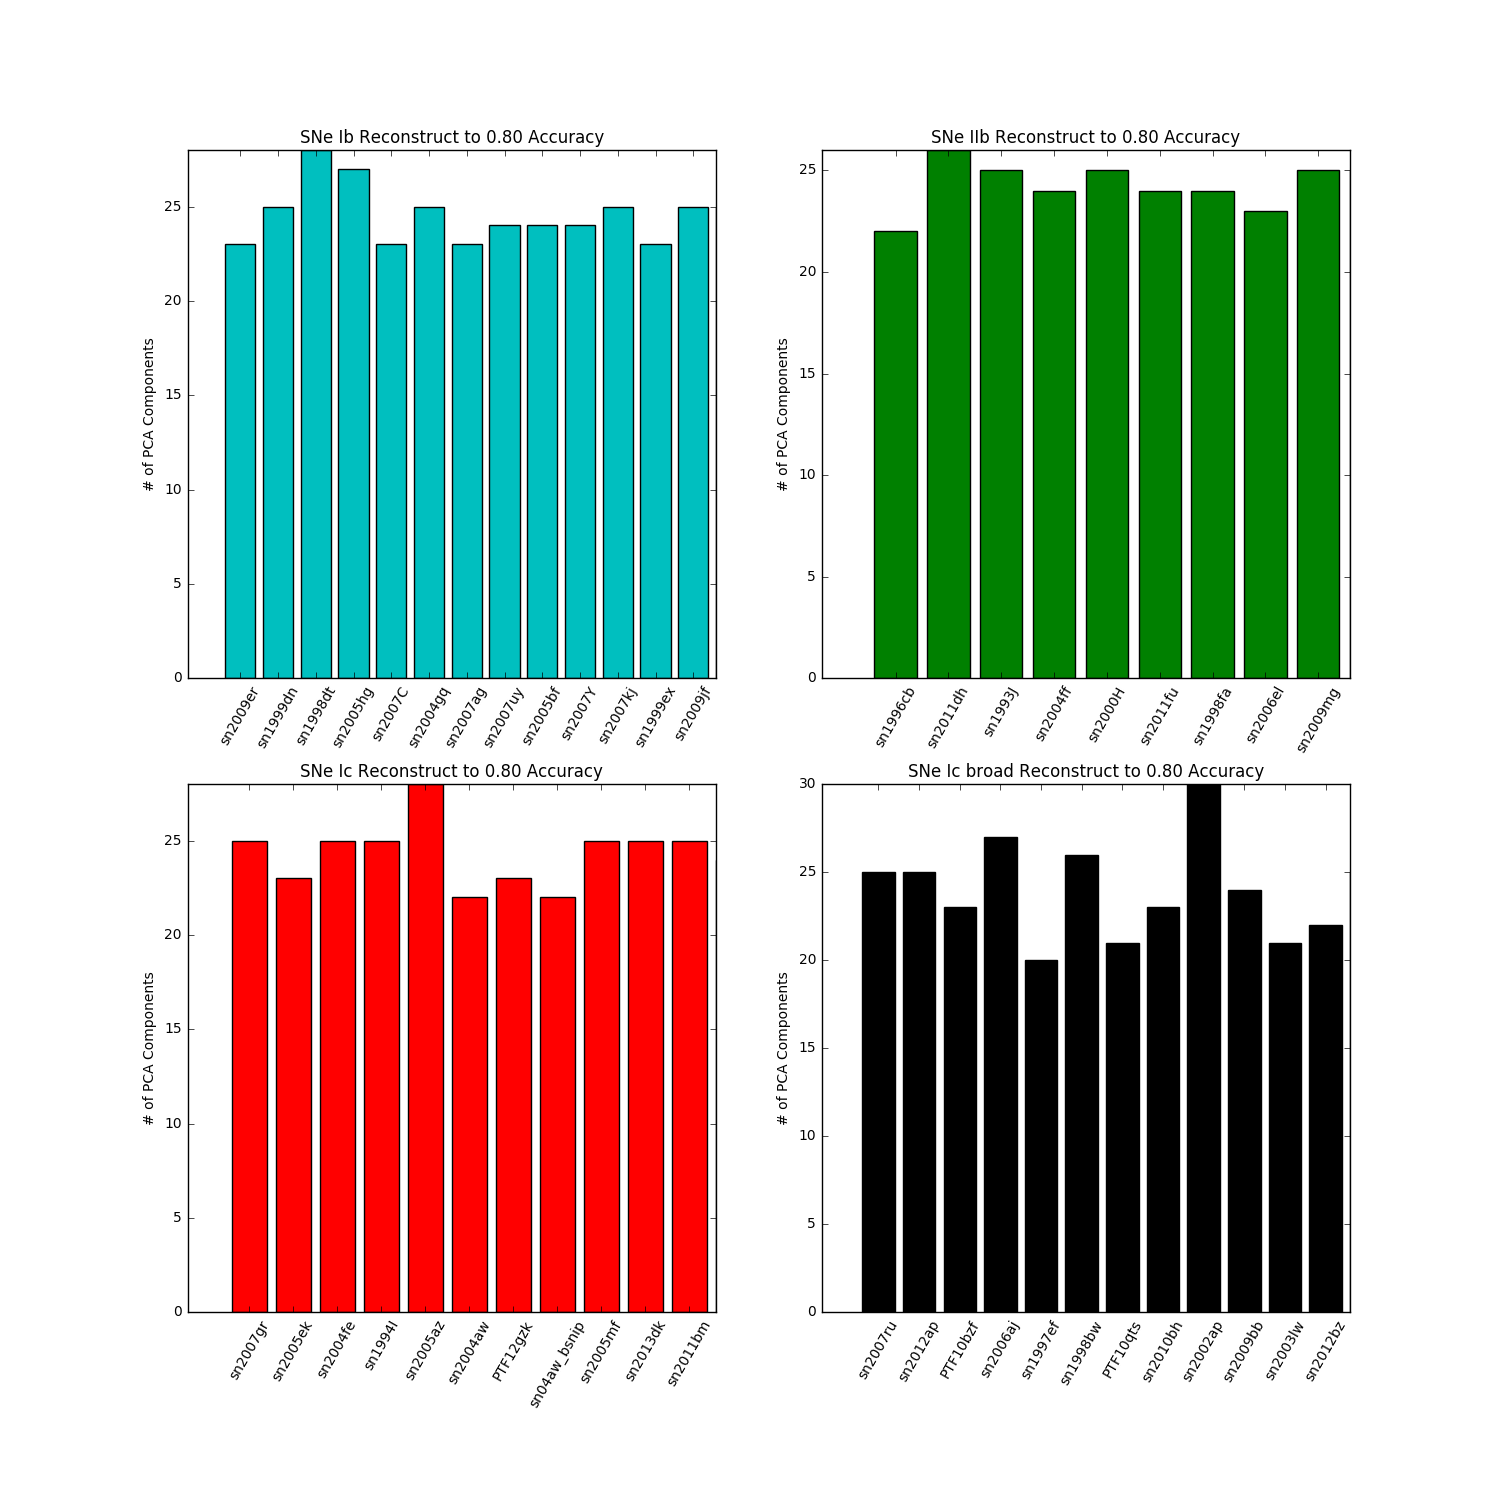 SNe Ib Reconstruct to 0.80 Accuracy
# of PCA Components
25
20
15
10
5
0
sn2009er
sn1999dn
sn1998dt
sn2005hg
sn2007C
sn2004gq
sn2007ag
sn2007uy
sn2005bf
sn2007Y
sn2007kj
sn1999ex
sn2009jf
SNe IIb Reconstruct to 0.80 Accuracy
# of PCA Components
25
20
15
10
5
0
sn1996cb
sn2011dh
sn1993J
sn2004ff
sn2000H
sn2011fu
sn1998fa
sn2006el
sn2009mg
SNe Ic Reconstruct to 0.80 Accuracy
# of PCA Components
25
20
15
10
5
0
sn2007gr
sn2005ek
sn2004fe
sn1994I
sn2005az
sn2004aw
PTF12gzk
sn04aw_bsnip
sn2005mf
sn2013dk
sn2011bm
SNe Ic broad Reconstruct to 0.80 Accuracy
# of PCA Components
30
25
20
15
10
5
0
sn2007ru
sn2012ap
PTF10bzf
sn2006aj
sn1997ef
sn1998bw
PTF10qts
sn2010bh
sn2002ap
sn2009bb
sn2003lw
sn2012bz